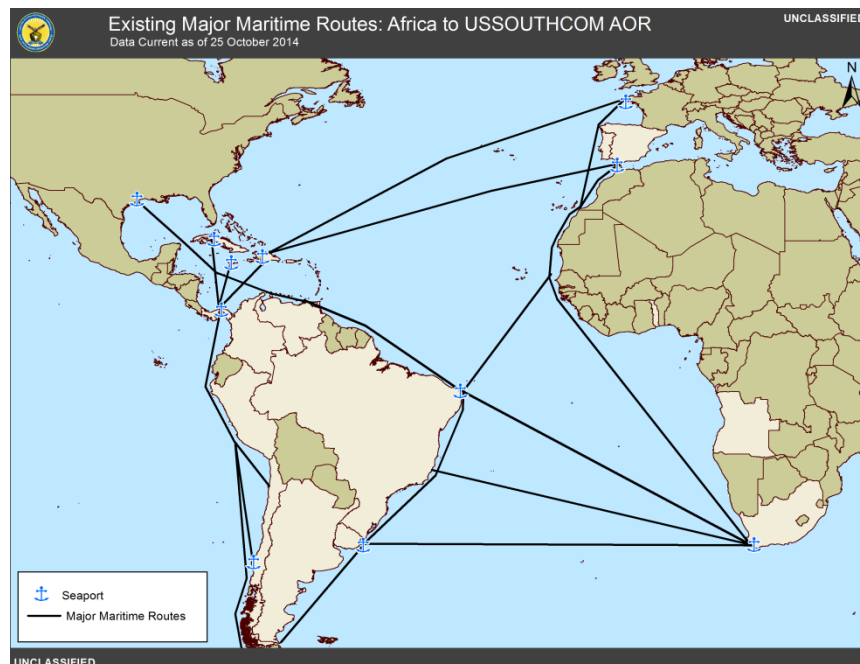 Existing Major Maritime Routes: Africa to USSOUTHCOM AOR
UNCLASSIFIED
Data Current as of 25 October 2014
N
Seaport
Major Maritime Routes
UNCLASSIFIED